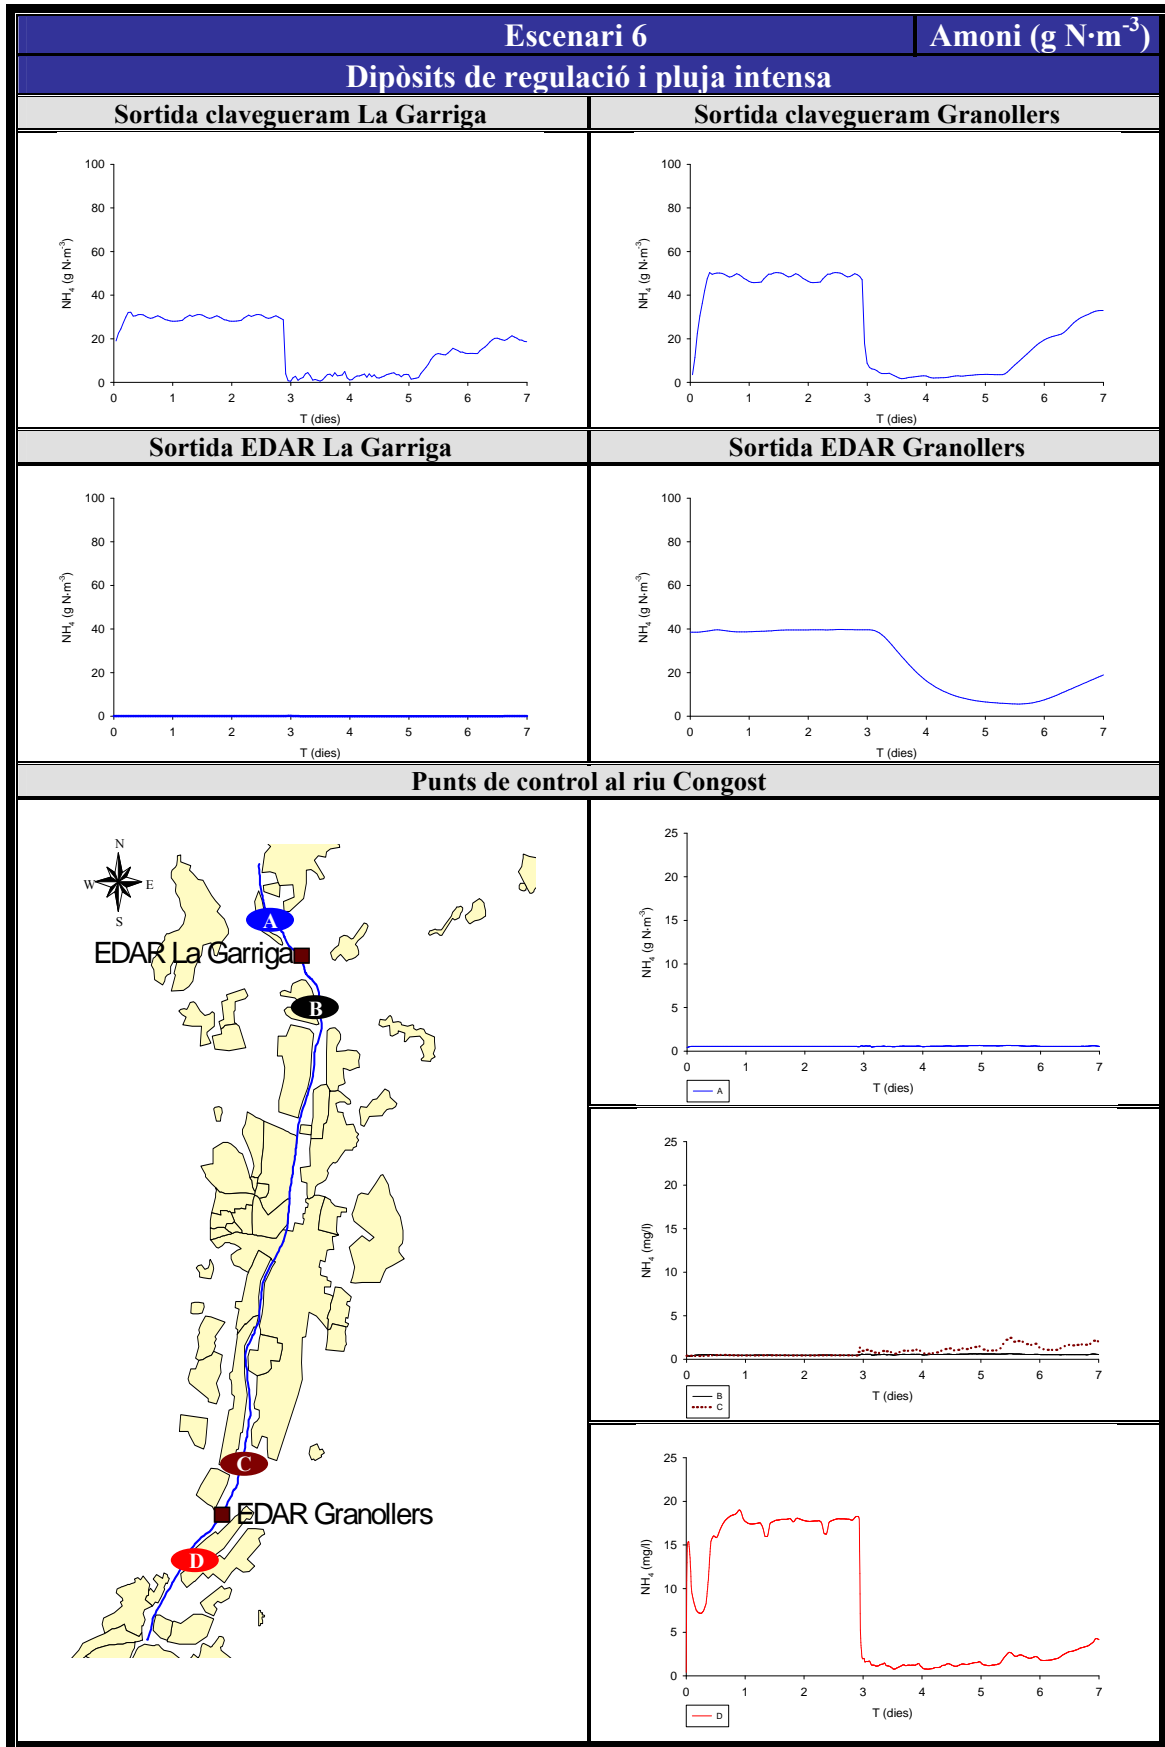 Escenari 6
Amoni (g N·m-3)
Dipòsits de regulació i pluja intensa
Sortida clavegueram La Garriga
Sortida clavegueram Granollers
100
80
60
40
20
0
NH4 (g N·m-3)
0 1 2 3 4 5 6 7
T (dies)
100
80
60
40
20
0
NH4 (g N·m-3)
0 1 2 3 4 5 6 7
T (dies)
Sortida EDAR La Garriga
Sortida EDAR Granollers
100
80
60
40
20
0
NH4 (g N·m-3)
0 1 2 3 4 5 6 7
T (dies)
100
80
60
40
20
0
NH4 (g N·m-3)
0 1 2 3 4 5 6 7
T (dies)
Punts de control al riu Congost
N
W E
S
A
EDAR La Garriga
B
C
EDAR Granollers
D
25
20
15
10
5
0
NH4 (g N·m-3)
0 1 2 3 4 5 6 7
T (dies)
A
25
20
15
10
5
0
NH4 (mg/l)
0 1 2 3 4 5 6 7
T (dies)
B
C
25
20
15
10
5
0
NH4 (mg/l)
0 1 2 3 4 5 6 7
T (dies)
D